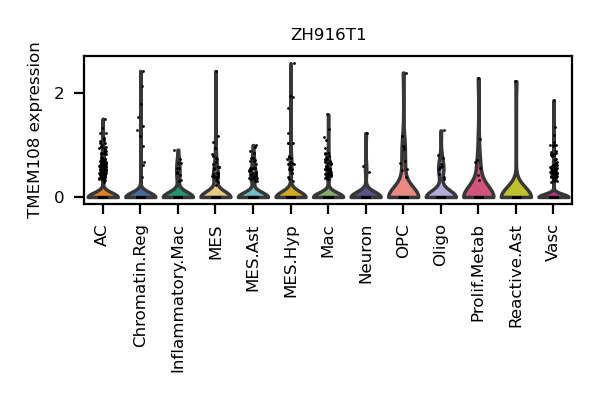 ZH916T1
TMEM108 expression
2
0
AC
Chromatin.Reg
Inflammatory.Mac
MES
MES.Ast
MES.Hyp
Mac
Neuron
OPC
Oligo
Prolif.Metab
Reactive.Ast
Vasc